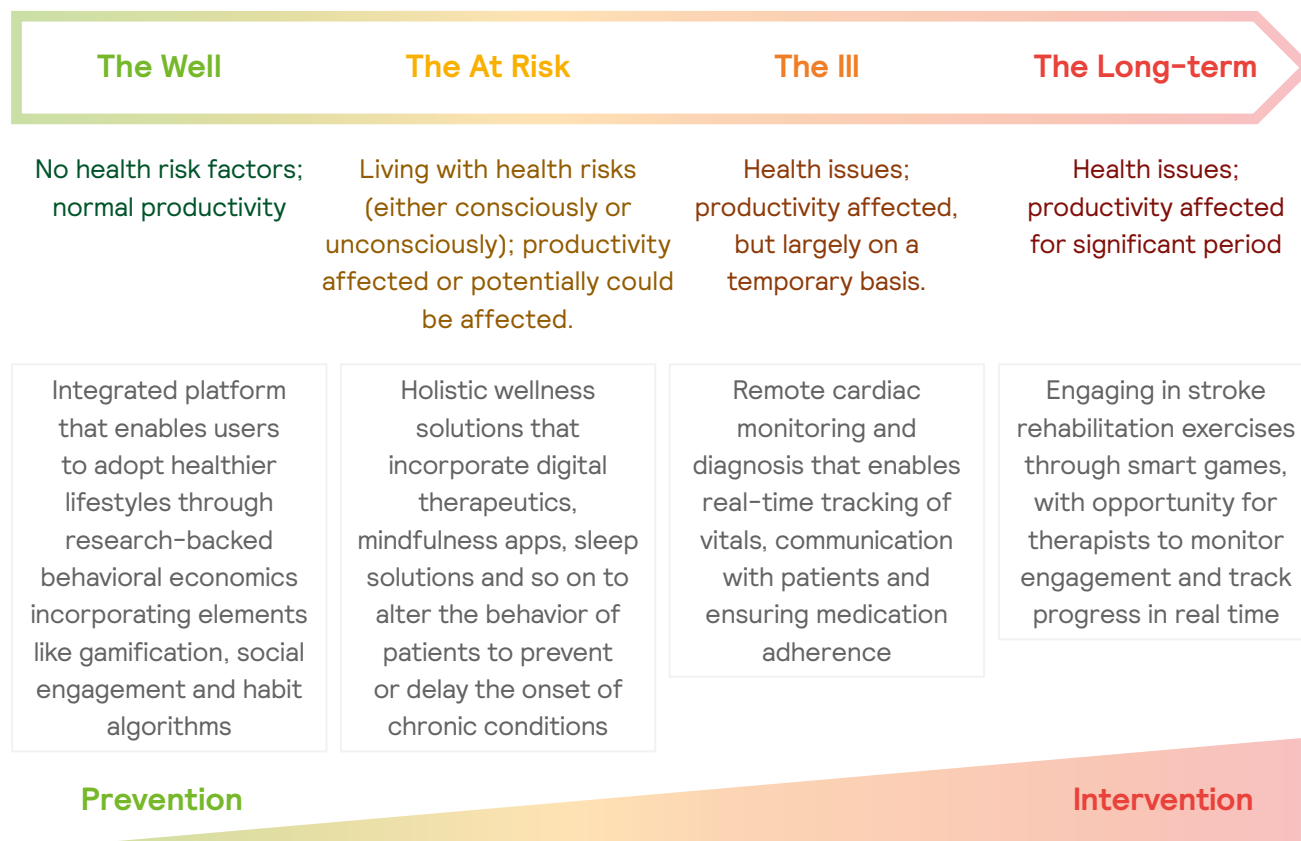 The Well
The At Risk
The Ill
The Long-term
No health risk factors;
normal productivity
Living with health risks
(either consciously or
unconsciously); productivity
affected or potentially could
be affected.
Health issues;
productivity affected,
but largely on a
temporary basis.
Health issues;
productivity affected
for significant period
Integrated platform
that enables users
to adopt healthier
lifestyles through
research-backed
behavioral economics
incorporating elements
like gamification, social
engagement and habit
algorithms
Holistic wellness
solutions that
incorporate digital
therapeutics,
mindfulness apps, sleep
solutions and so on to
alter the behavior of
patients to prevent
or delay the onset of
chronic conditions
Remote cardiac
monitoring and
diagnosis that enables
real-time tracking of
vitals, communication
with patients and
ensuring medication
adherence
Engaging in stroke
rehabilitation exercises
through smart games,
with opportunity for
therapists to monitor
engagement and track
progress in real time
Prevention
Intervention